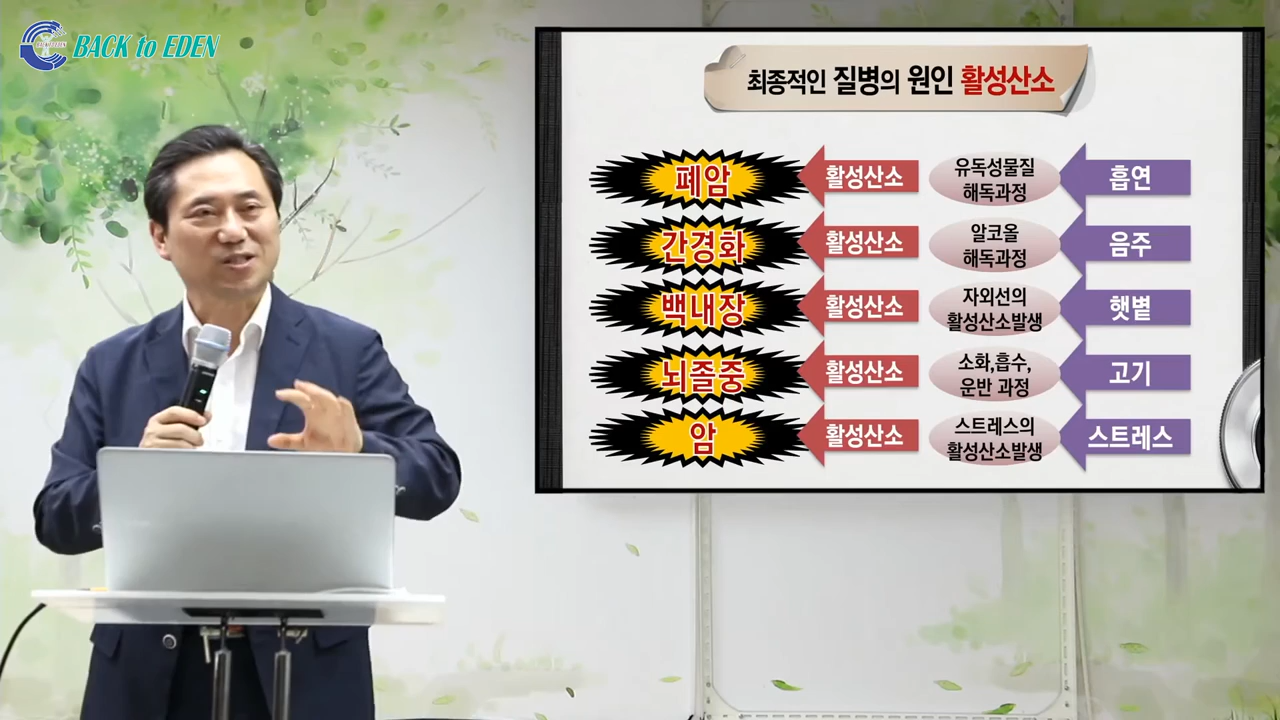 BACK to EDEN
최종적인 질병의 원인 활성산소
폐암 활성산소 유독성물질 해독과정 흡연
간경화 활성산소 알코올 해독과정 음주
백내장 활성산소 자외선의 활성산소발생 햇볕
뇌졸중 활성산소 소화,흡수, 운반 과정 고기
암 활성산소 스트레스의 활성산소발생 스트레스